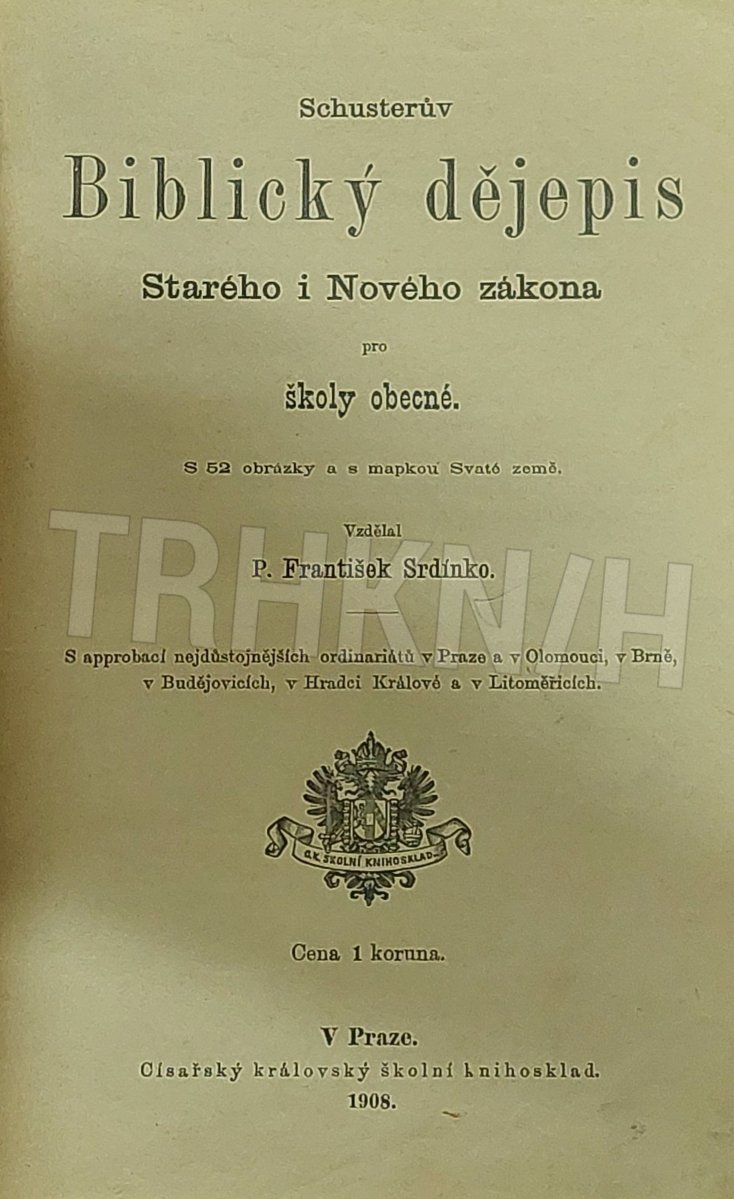 Schusterův
Biblický dějepis
Starého i Nového zákona
pro
školy obecné.
S 52 obrázky a s mapkou Svaté země.
Vzdělal
P. František Srdínko.
TRHKNIH
S approbací nejdůstojnějších ordinariátů v Praze a v Olomouci, v Brně,
v Budějovicích, v Hradci Králové a v Litoměřicích.
C. K. ŠKOLNÍ KNIHOSKLAD
Cena 1 koruna.
V Praze.
Císařský královský školní knihosklad.
1908.